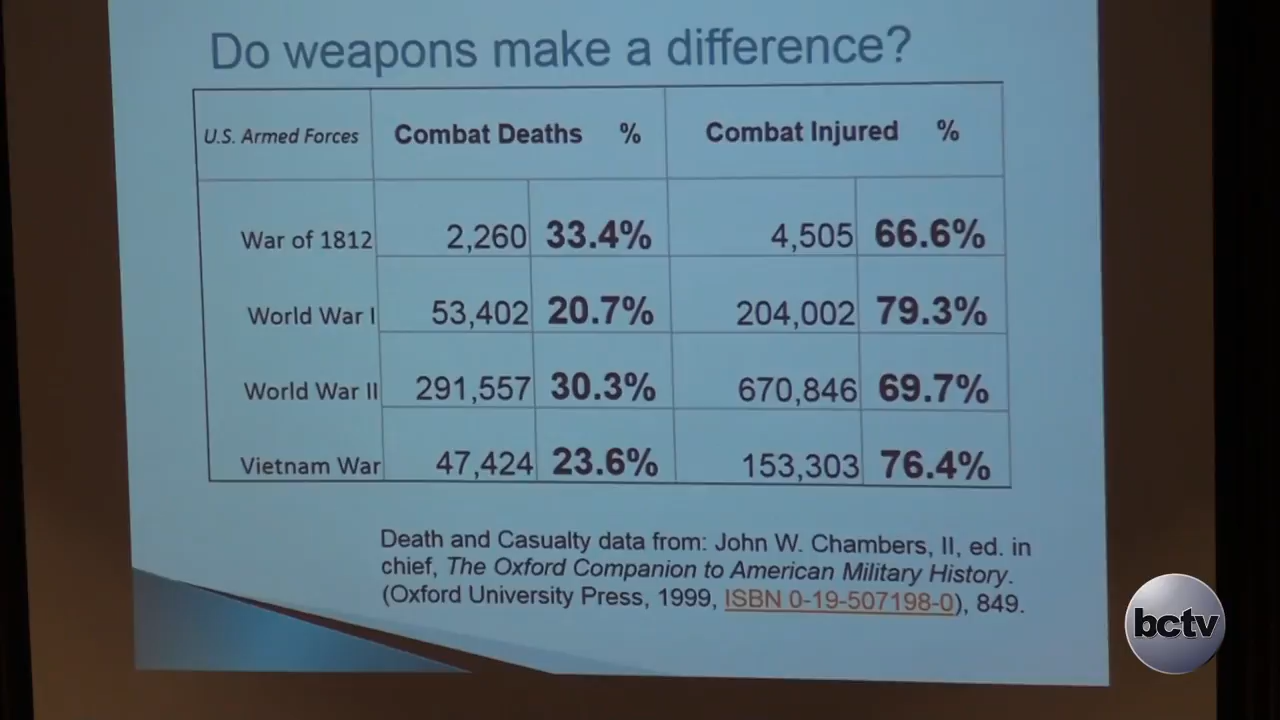 Do weapons make a difference?
U.S. Armed Forces Combat Deaths % Combat Injured %
War of 1812 2,260 33.4% 4,505 66.6%
World War I 53,402 20.7% 204,002 79.3%
World War II 291,557 30.3% 670,846 69.7%
Vietnam War 47,424 23.6% 153,303 76.4%
Death and Casualty data from: John W. Chambers, II, ed. in
chief, The Oxford Companion to American Military History.
(Oxford University Press, 1999, ISBN 0-19-507198-0), 849.
bctv